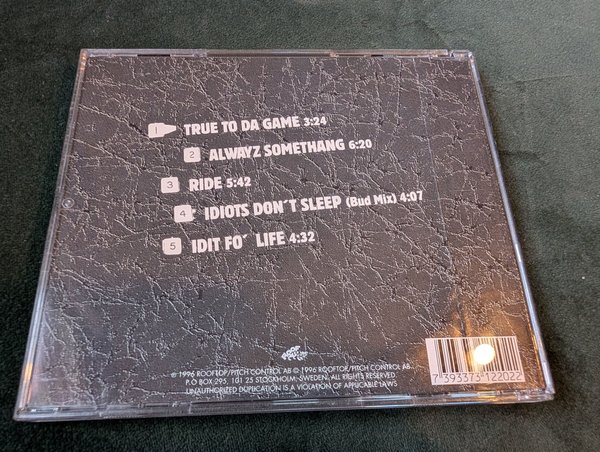 1 TRUE TO DA GAME 3:24
2 ALWAYZ SOMETHANG 6:20
3 RIDE 5:42
4 IDIOTS DON´T SLEEP (Bud Mix) 4:07
5 IDIT FO´ LIFE 4:32
℗ 1996 ROOFTOP/PITCH CONTROL AB © 1996 ROOFTOP/PITCH CONTROL AB.
P.O BOX 295, 101 25 STOCKHOLM, SWEDEN. ALL RIGHTS RESERVED.
UNAUTHORIZED DUPLICATION IS A VIOLATION OF APPLICABLE LAWS
7 393373 122022